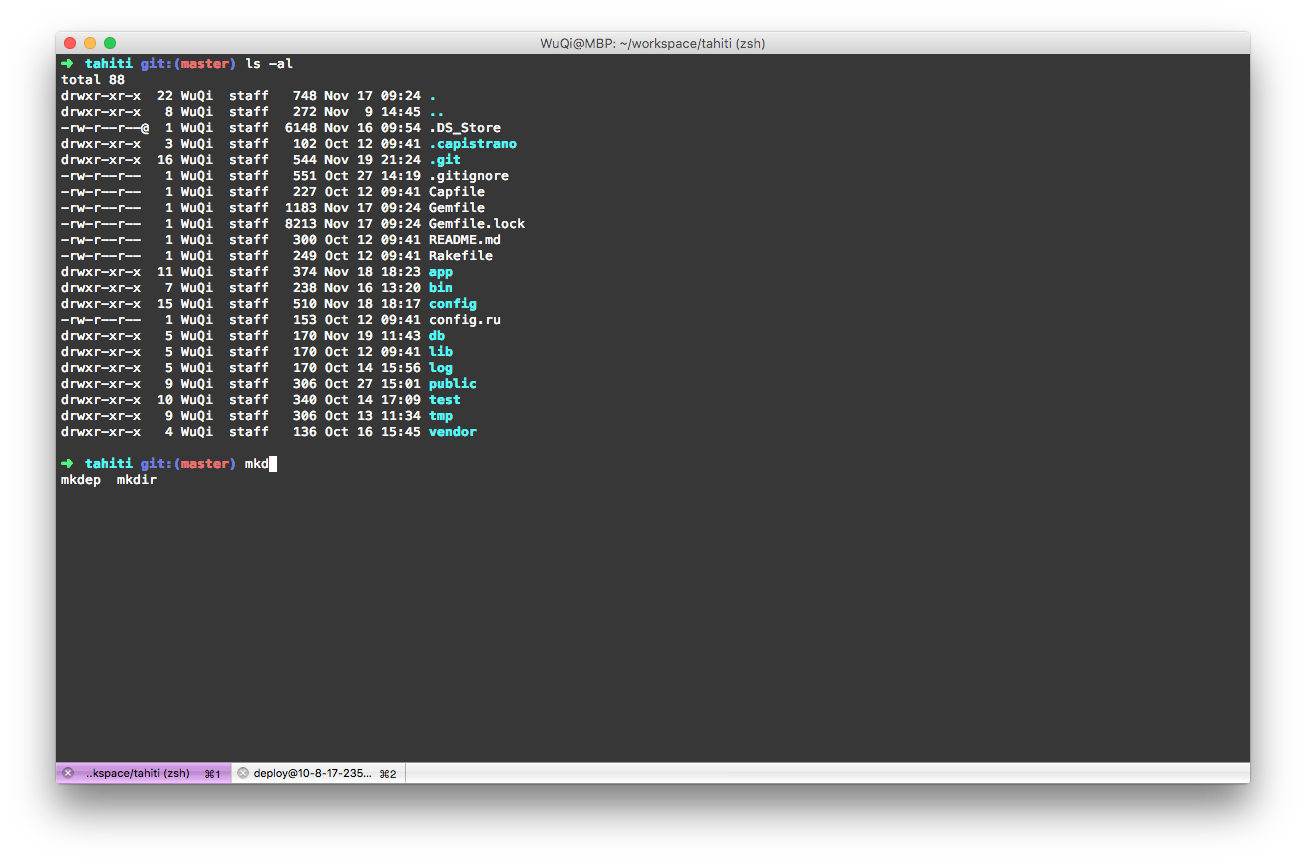 WuQi@MBP: ~/workspace/tahiti (zsh)
➜  tahiti git:(master) ls -al
total 88
drwxr-xr-x  22 WuQi  staff   748 Nov 17 09:24 .
drwxr-xr-x   8 WuQi  staff   272 Nov  9 14:45 ..
-rw-r--r--@  1 WuQi  staff  6148 Nov 16 09:54 .DS_Store
drwxr-xr-x   3 WuQi  staff   102 Oct 12 09:41 .capistrano
drwxr-xr-x  16 WuQi  staff   544 Nov 19 21:24 .git
-rw-r--r--   1 WuQi  staff   551 Oct 27 14:19 .gitignore
-rw-r--r--   1 WuQi  staff   227 Oct 12 09:41 Capfile
-rw-r--r--   1 WuQi  staff  1183 Nov 17 09:24 Gemfile
-rw-r--r--   1 WuQi  staff  8213 Nov 17 09:24 Gemfile.lock
-rw-r--r--   1 WuQi  staff   300 Oct 12 09:41 README.md
-rw-r--r--   1 WuQi  staff   249 Oct 12 09:41 Rakefile
drwxr-xr-x  11 WuQi  staff   374 Nov 18 18:23 app
drwxr-xr-x   7 WuQi  staff   238 Nov 16 13:20 bin
drwxr-xr-x  15 WuQi  staff   510 Nov 18 18:17 config
-rw-r--r--   1 WuQi  staff   153 Oct 12 09:41 config.ru
drwxr-xr-x   5 WuQi  staff   170 Nov 19 11:43 db
drwxr-xr-x   5 WuQi  staff   170 Oct 12 09:41 lib
drwxr-xr-x   5 WuQi  staff   170 Oct 14 15:56 log
drwxr-xr-x   9 WuQi  staff   306 Oct 27 15:01 public
drwxr-xr-x  10 WuQi  staff   340 Oct 14 17:09 test
drwxr-xr-x   9 WuQi  staff   306 Oct 13 11:34 tmp
drwxr-xr-x   4 WuQi  staff   136 Oct 16 15:45 vendor
➜  tahiti git:(master) mkd
mkdep  mkdir
..kspace/tahiti (zsh) ⌘1 deploy@10-8-17-235... ⌘2